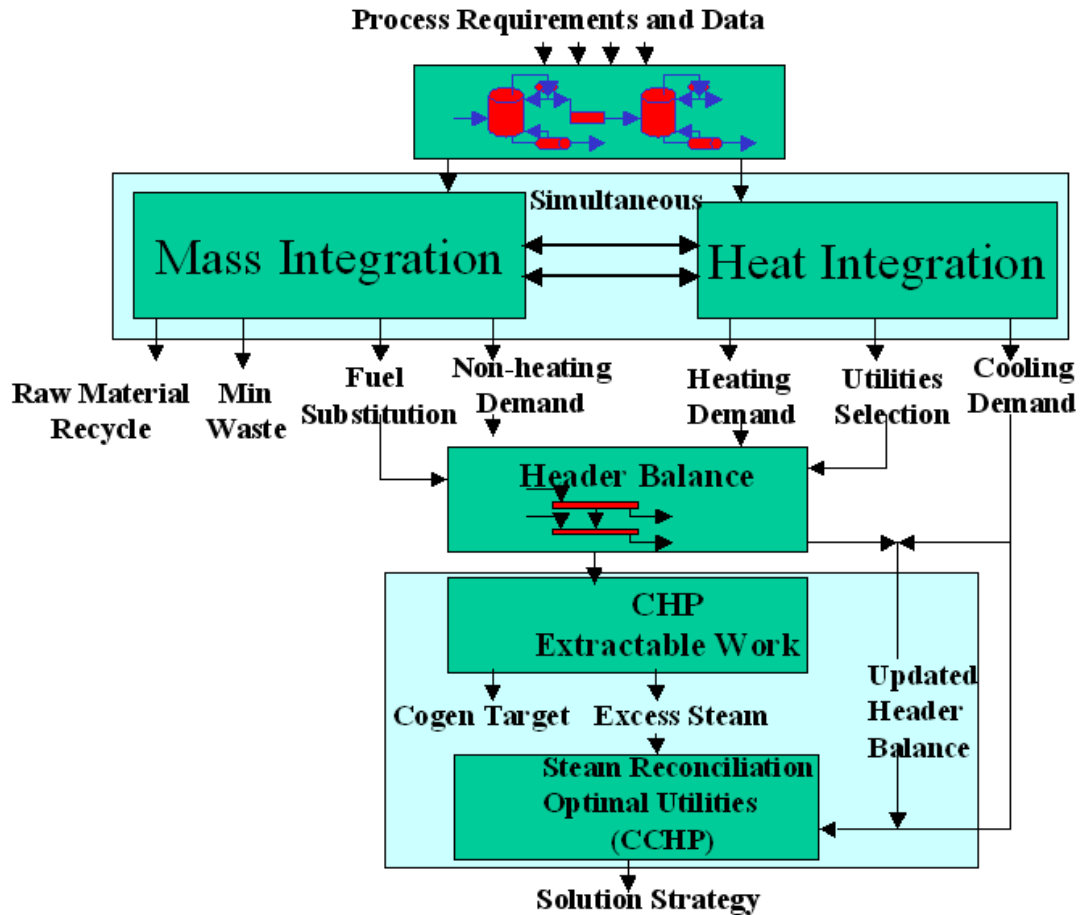 Process Requirements and Data
Simultaneous
Mass Integration
Heat Integration
Raw Material
Recycle
Min
Waste
Fuel
Substitution
Non-heating
Demand
Heating
Demand
Utilities
Selection
Cooling
Demand
Header Balance
CHP
Extractable Work
Cogen Target
Excess Steam
Updated
Header
Balance
Steam Reconciliation
Optimal Utilities
(CCHP)
Solution Strategy